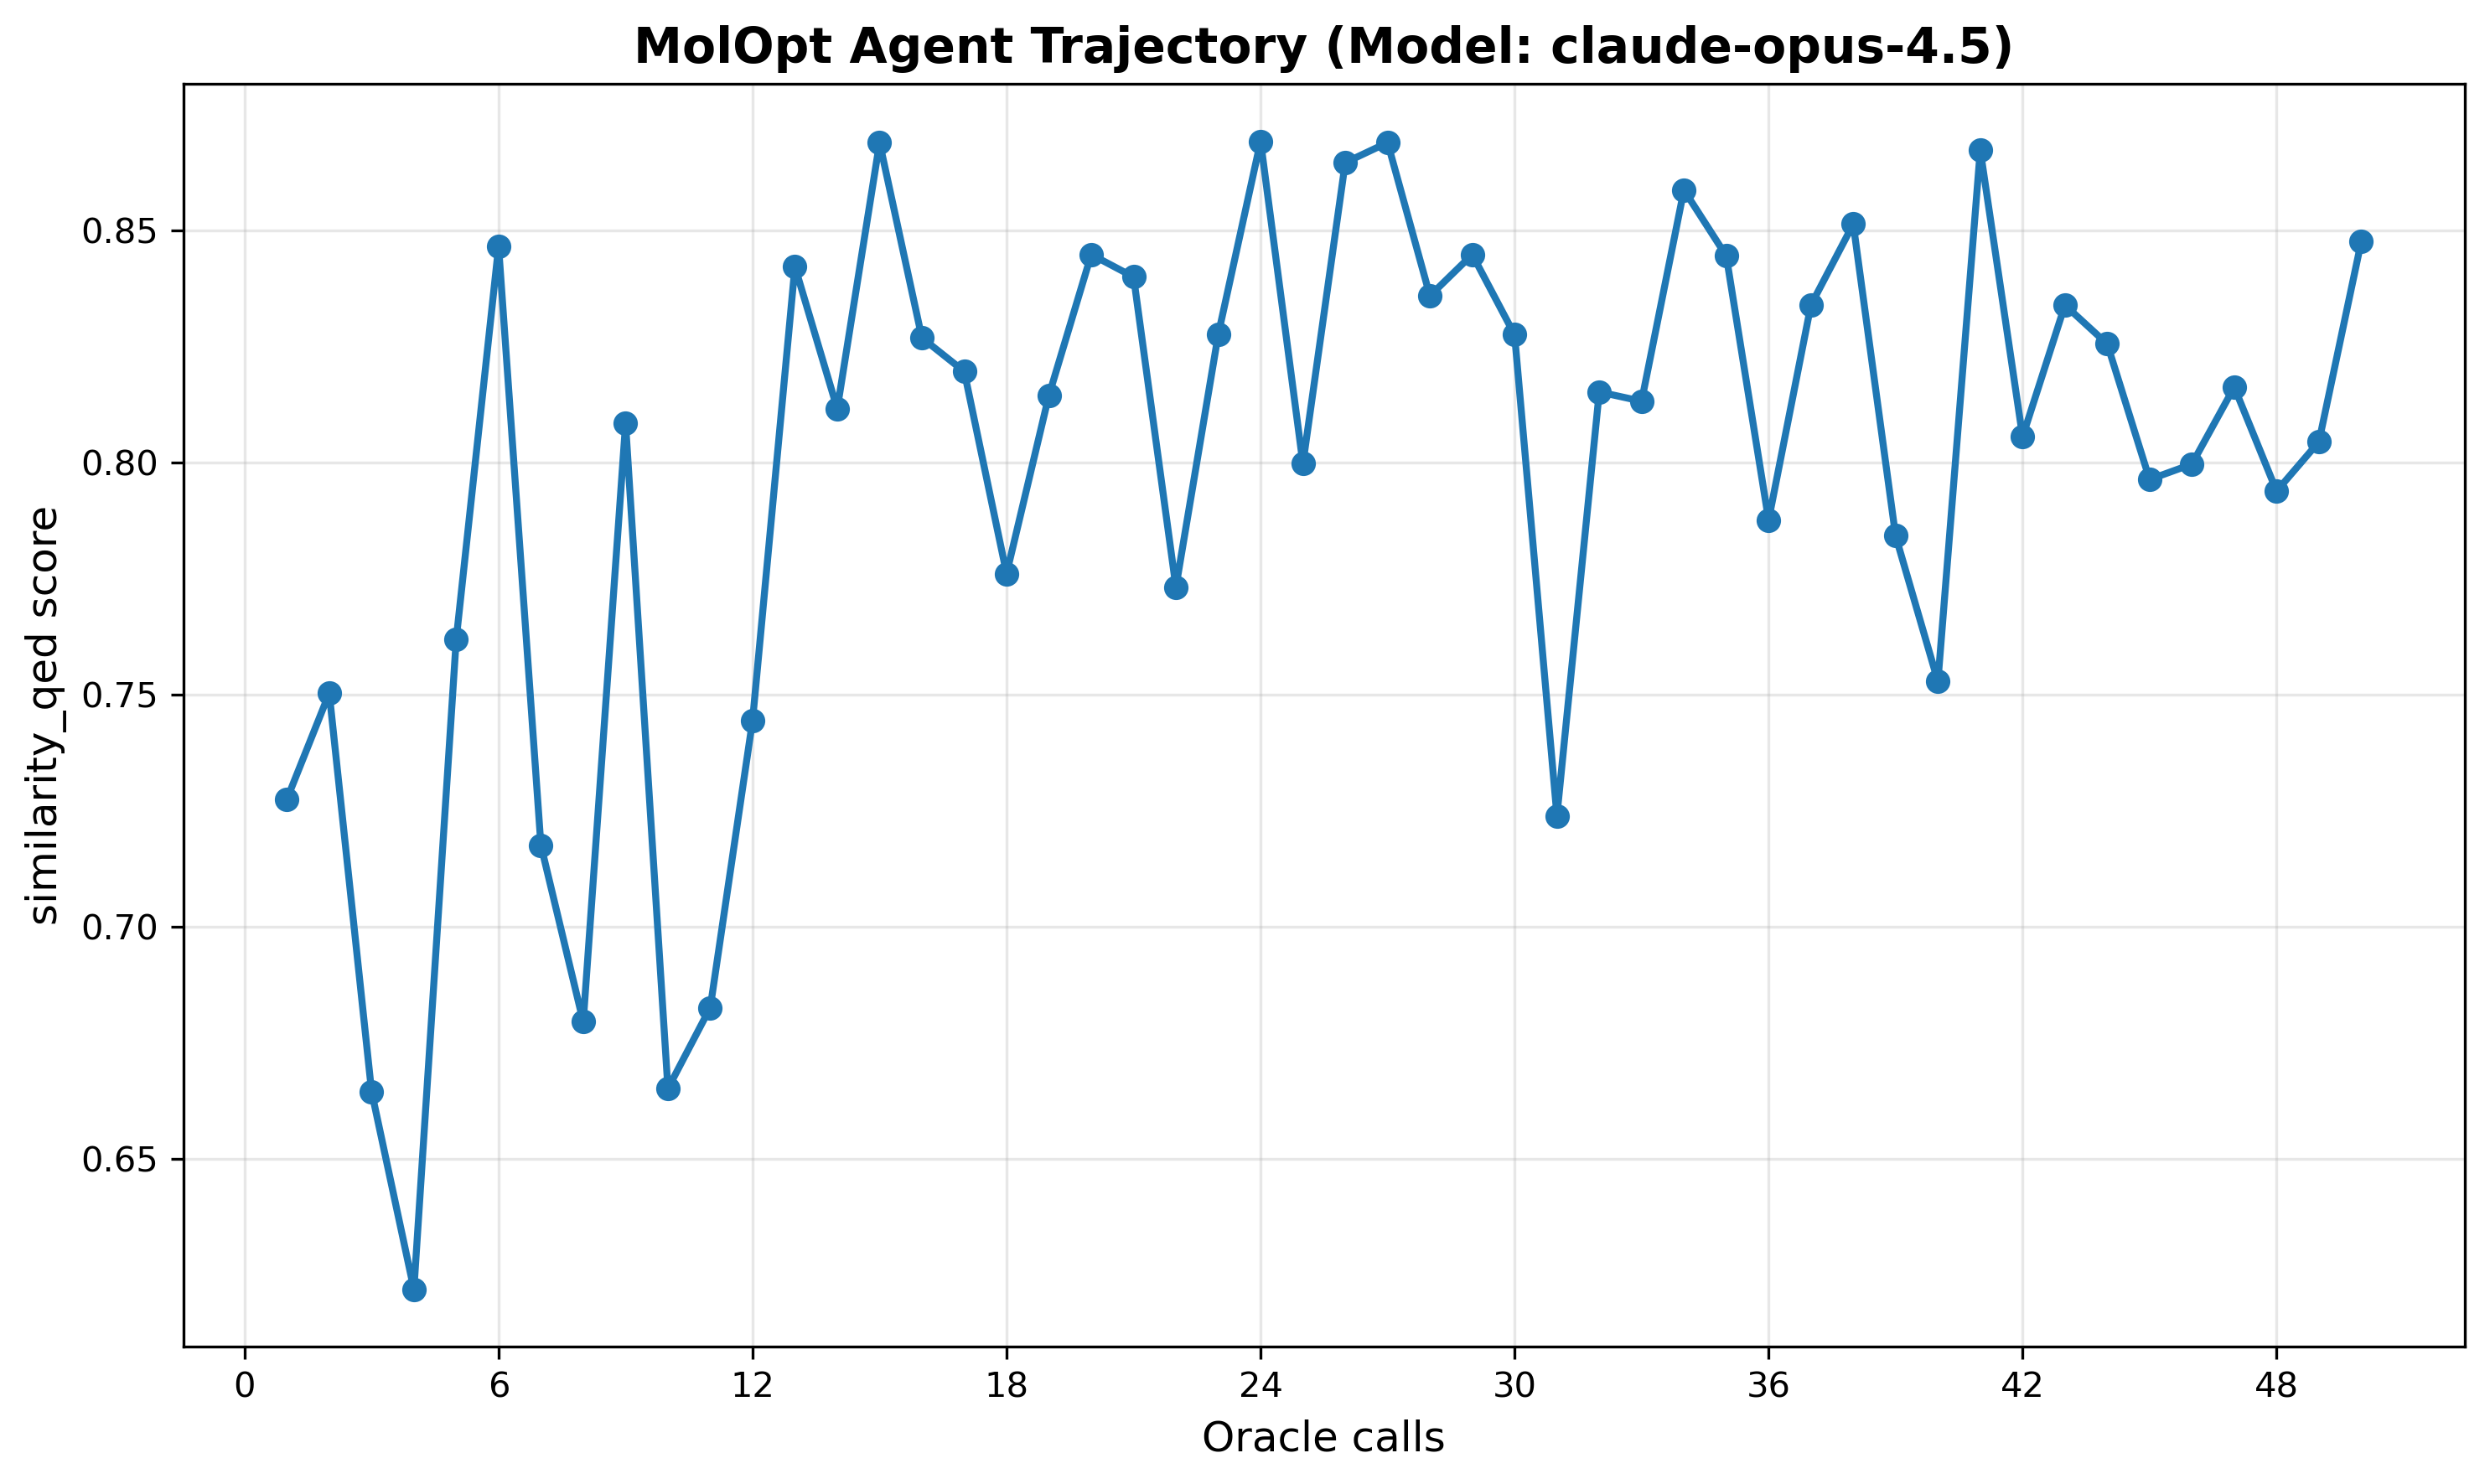 MolOpt Agent Trajectory (Model: claude-opus-4.5)
similarity_qed score
0.85
0.80
0.75
0.70
0.65
0 6 12 18 24 30 36 42 48
Oracle calls